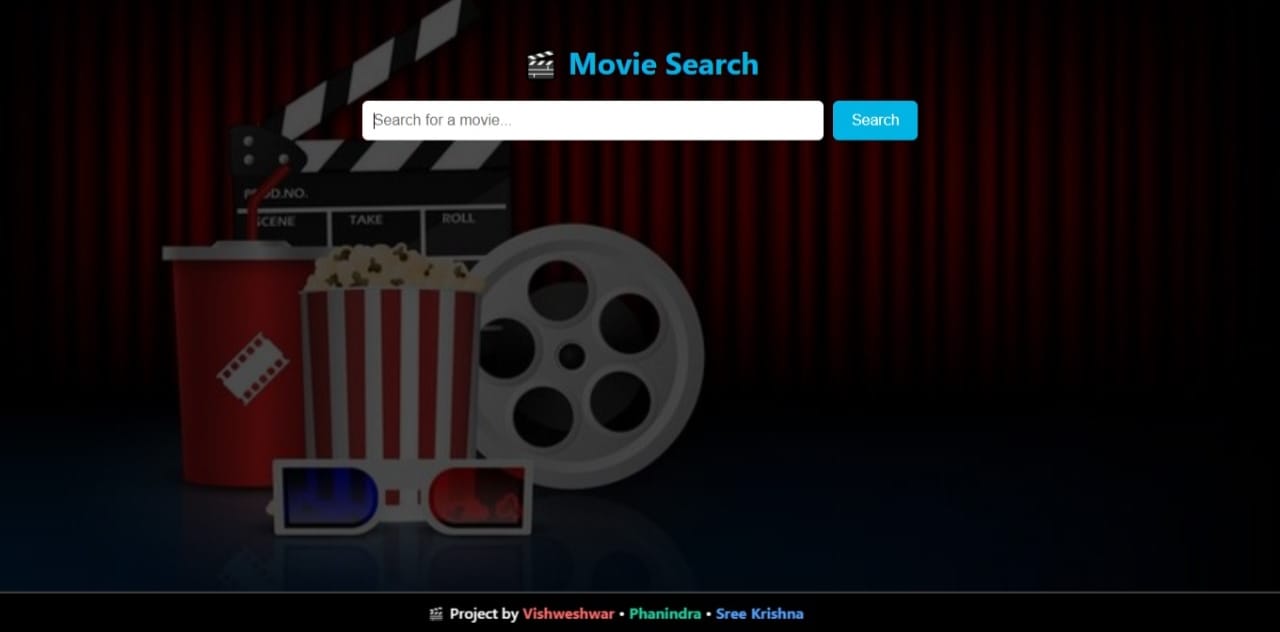 🎬 Movie Search
Search for a movie... Search
PROD.NO.
SCENE TAKE ROLL
🎬 Project by Vishweshwar • Phanindra • Sree Krishna